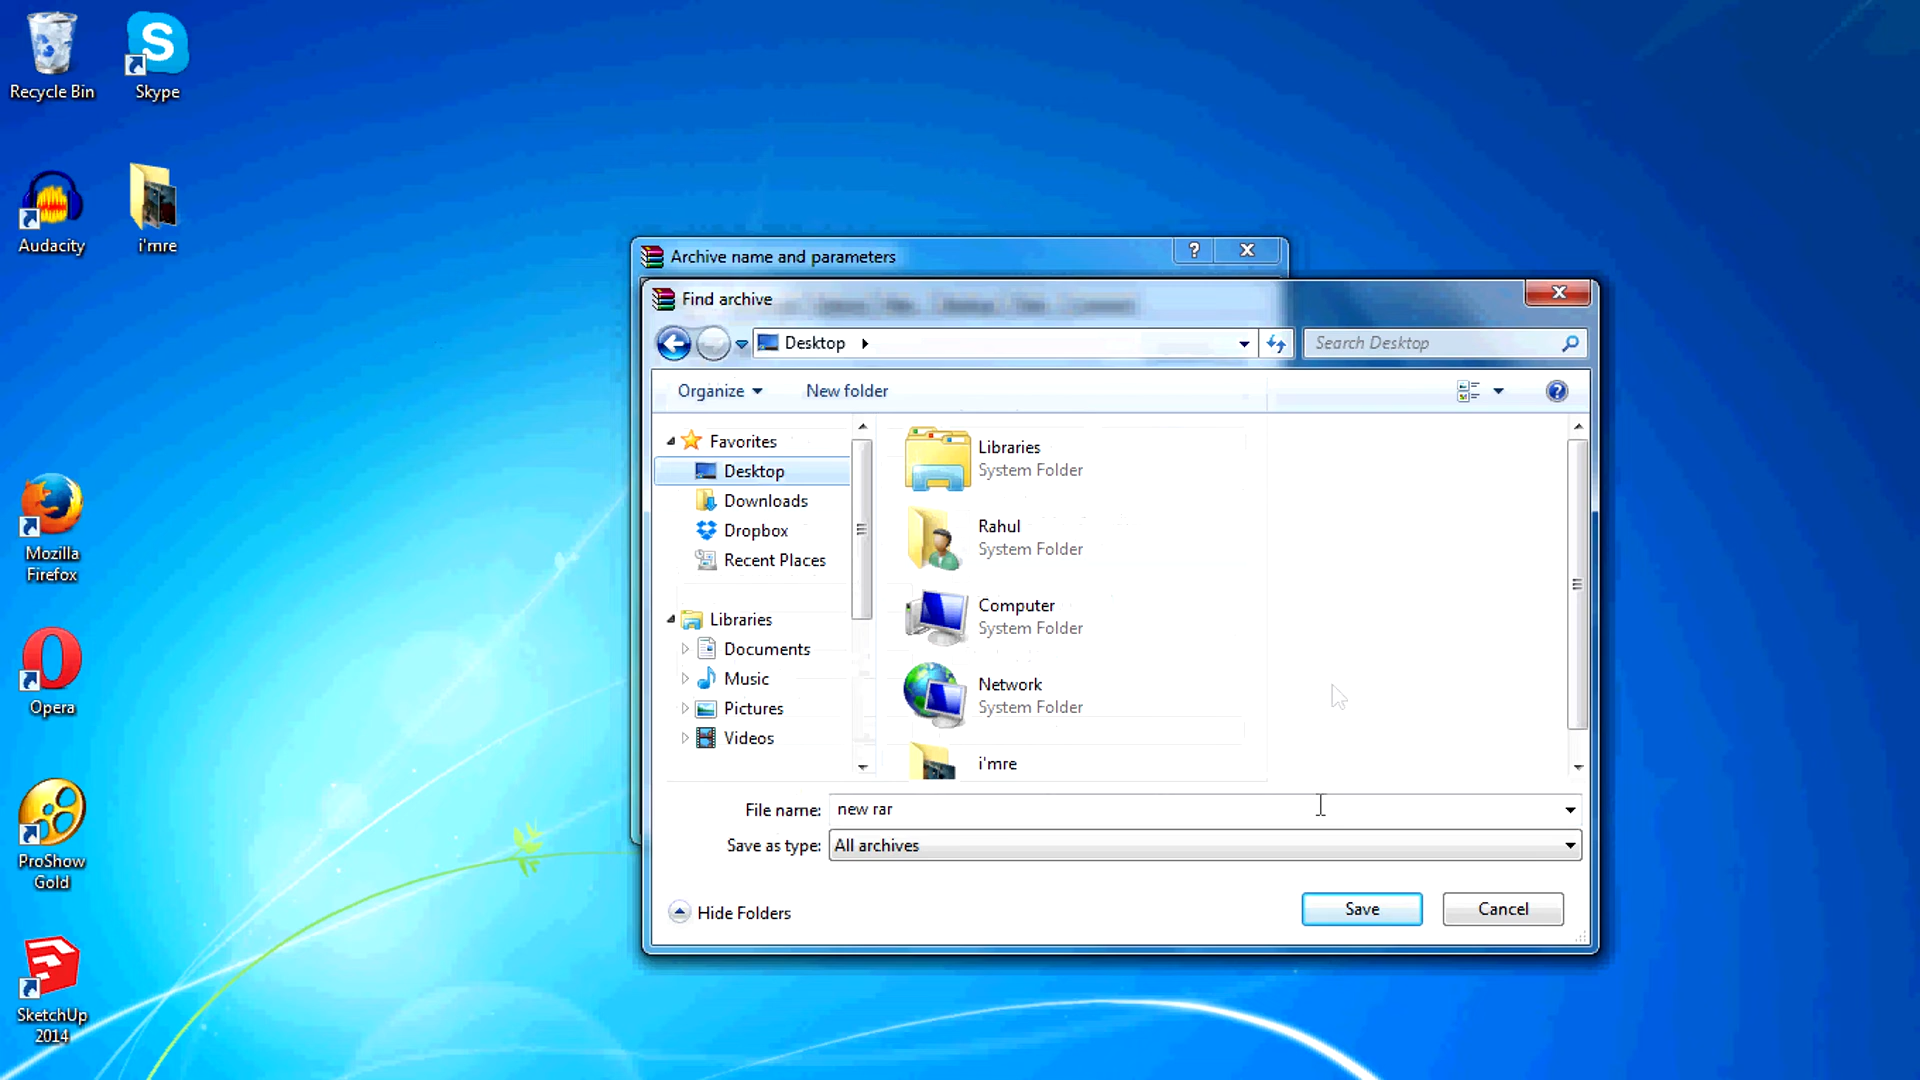 Recycle Bin
Skype
Audacity
i'mre
Mozilla
Firefox
Opera
ProShow
Gold
SketchUp
2014
Archive name and parameters
?
Find archive
Desktop
Search Desktop
Organize
New folder
Favorites
Desktop
Downloads
Dropbox
Recent Places
Libraries
Documents
Music
Pictures
Videos
Libraries
System Folder
Rahul
System Folder
Computer
System Folder
Network
System Folder
i'mre
File name: new rar
Save as type: All archives
Hide Folders
Save
Cancel